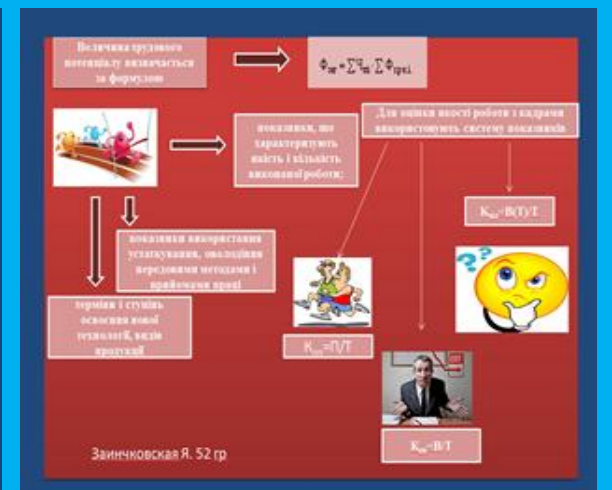 Величина трудового
потенціалу визначається
за формулою
Для оцінки якості роботи з кадрами
використовують систему показників
показники, що
характеризують
якість і кількість
виконаної роботи;
показники використання
устаткування, оволодіння
передовими методами і
прийомами праці
терміни і ступінь
освоєння нової
технології, видів
продукції
=В(Т)/Т
=П/Т
=В/Т
Заинчковская Я. 52 гр